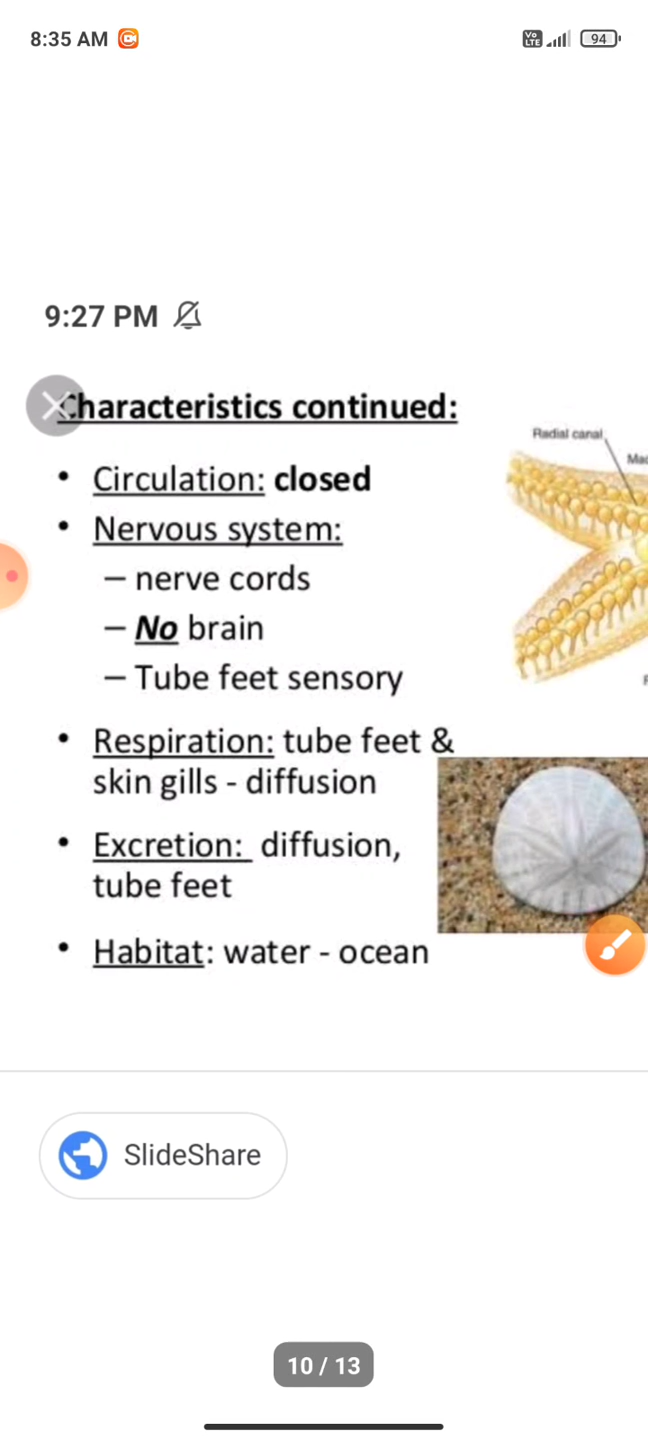 8:35 AM
Vo LTE 94
9:27 PM
Characteristics continued:
Radial canal
• Circulation: closed
• Nervous system:
– nerve cords
– No brain
– Tube feet sensory
• Respiration: tube feet &
skin gills - diffusion
• Excretion: diffusion,
tube feet
• Habitat: water - ocean
SlideShare
10 / 13